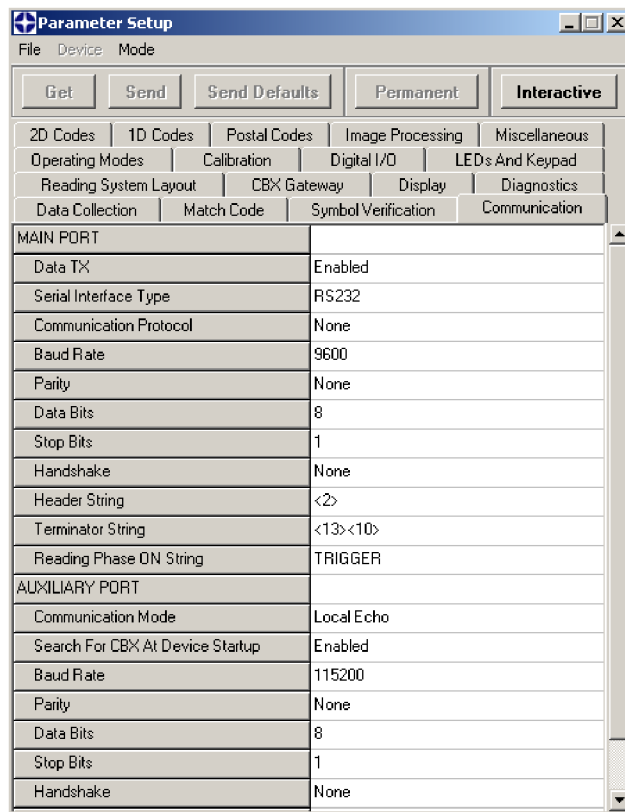 Parameter Setup
File Device Mode
Get Send Send Defaults Permanent Interactive
2D Codes 1D Codes Postal Codes Image Processing Miscellaneous
Operating Modes Calibration Digital I/O LEDs And Keypad
Reading System Layout CBX Gateway Display Diagnostics
Data Collection Match Code Symbol Verification Communication
MAIN PORT
Data TX Enabled
Serial Interface Type RS232
Communication Protocol None
Baud Rate 9600
Parity None
Data Bits 8
Stop Bits 1
Handshake None
Header String <2>
Terminator String <13><10>
Reading Phase ON String TRIGGER
AUXILIARY PORT
Communication Mode Local Echo
Search For CBX At Device Startup Enabled
Baud Rate 115200
Parity None
Data Bits 8
Stop Bits 1
Handshake None